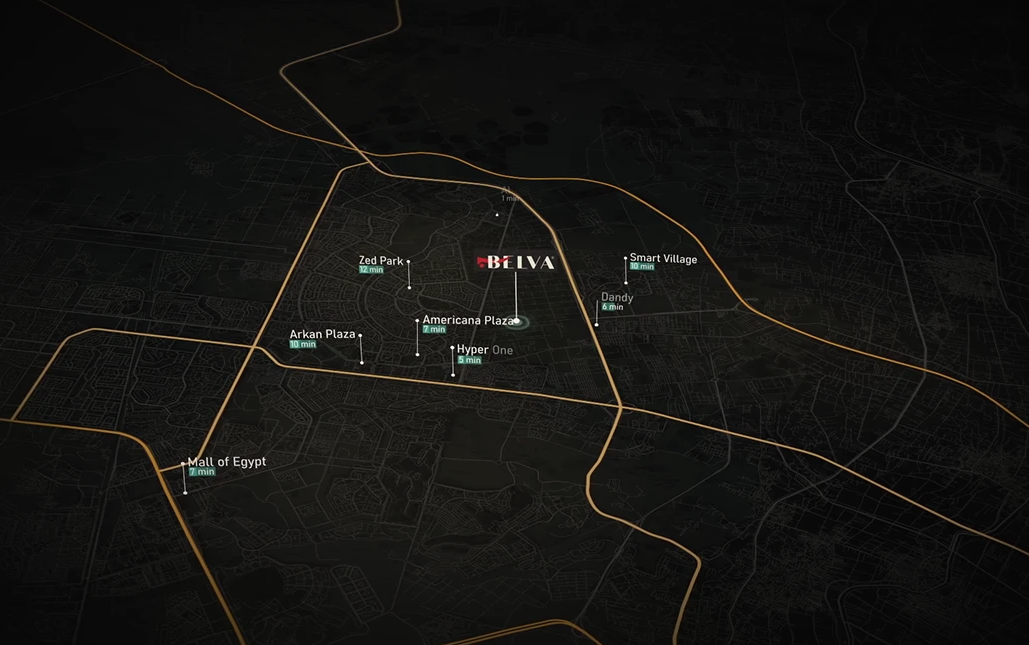 1 min
BELVA
Zed Park
12 min
Smart Village
10 min
Dandy
6 min
Americana Plaza
7 min
Arkan Plaza
10 min
Hyper One
5 min
Mall of Egypt
7 min